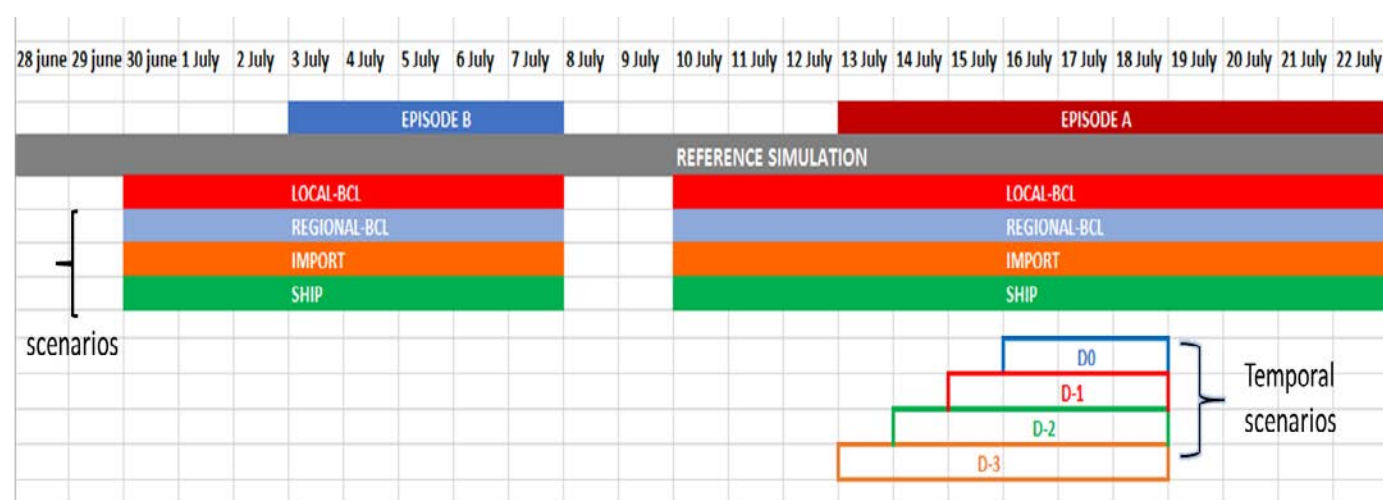 28 june 29 june 30 june 1 July 2 July 3 July 4 July 5 July 6 July 7 July 8 July 9 July 10 July 11 July 12 July 13 July 14 July 15 July 16 July 17 July 18 July 19 July 20 July 21 July 22 July
EPISODE B EPISODE A
REFERENCE SIMULATION
LOCAL-BCL LOCAL-BCL
REGIONAL-BCL REGIONAL-BCL
IMPORT IMPORT
SHIP SHIP
scenarios
D0
D-1
D-2
D-3
Temporal
scenarios